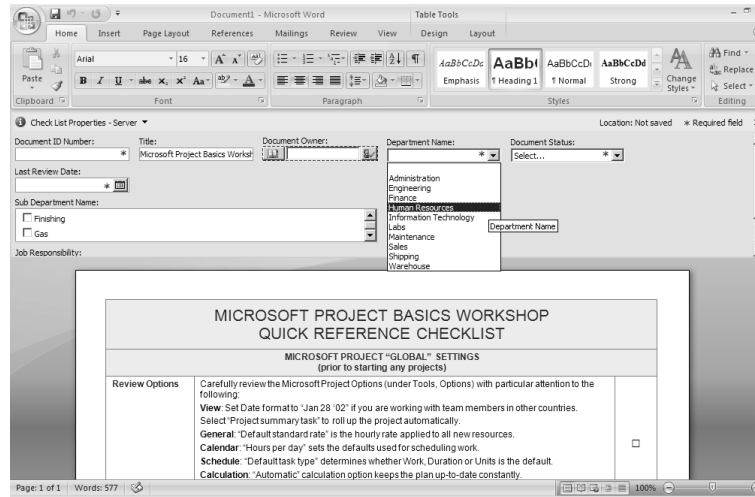 Document1 - Microsoft Word
Table Tools
Home Insert Page Layout References Mailings Review View Design Layout
Paste
Arial
16
B I U abc x₂ x² Aa
AaBbCcDc AaBb( AaBbCcDc AaBbCcDd
Emphasis ¶ Heading 1 ¶ Normal Strong
Change Styles
Find
Replace
Select
Clipboard Font Paragraph Styles Editing
Check List Properties - Server
Location: Not saved * Required field
Document ID Number: Title: Document Owner: Department Name: Document Status:
* Microsoft Project Basics Worksh * Select... *
Last Review Date:
*
Administration
Engineering
Finance
Human Resources
Information Technology
Labs
Maintenance
Sales
Shipping
Warehouse
Department Name
Sub Department Name:
Finishing
Gas
Job Responsibility:
MICROSOFT PROJECT BASICS WORKSHOP
QUICK REFERENCE CHECKLIST
MICROSOFT PROJECT "GLOBAL" SETTINGS
(prior to starting any projects)
Review Options
Carefully review the Microsoft Project Options (under Tools, Options) with particular attention to the
following:
View: Set Date format to "Jan 28 '02" if you are working with team members in other countries.
Select "Project summary task" to roll up the project automatically.
General: "Default standard rate" is the hourly rate applied to all new resources.
Calendar: "Hours per day" sets the defaults used for scheduling work.
Schedule: "Default task type" determines whether Work, Duration or Units is the default.
Calculation: "Automatic" calculation option keeps the plan up-to-date constantly.
Page: 1 of 1 Words: 577 100%